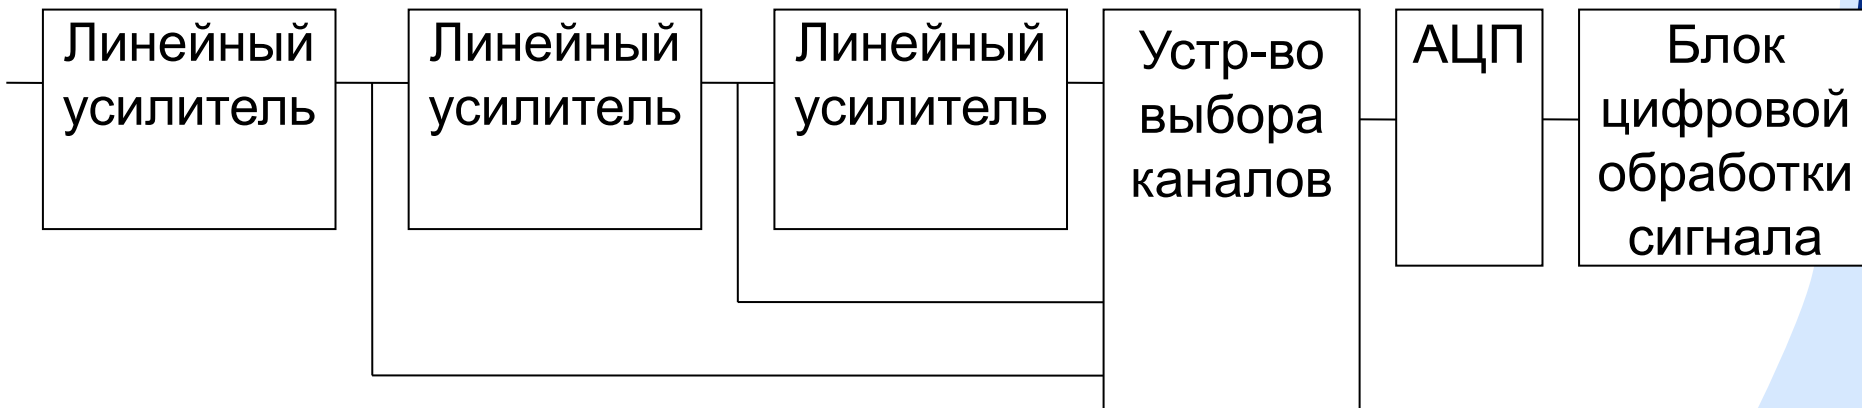 Линейный
усилитель
Линейный
усилитель
Линейный
усилитель
Устр-во
выбора
каналов
АЦП
Блок
цифровой
обработки
сигнала